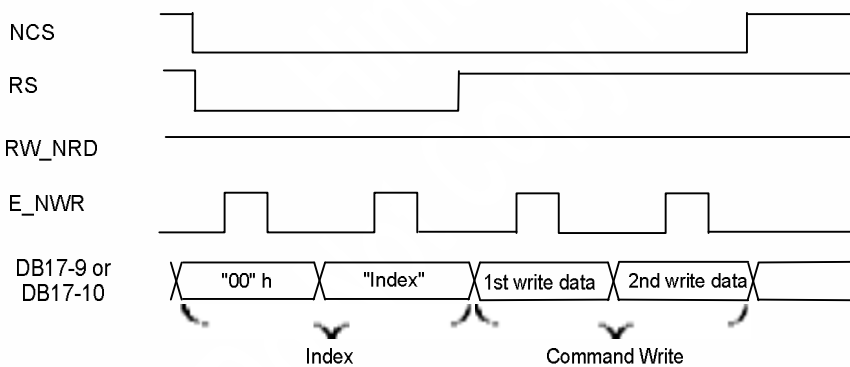 NCS
RS
RW_NRD
E_NWR
DB17-9 or
DB17-10
"00" h
"Index"
1st write data
2nd write data
Index
Command Write